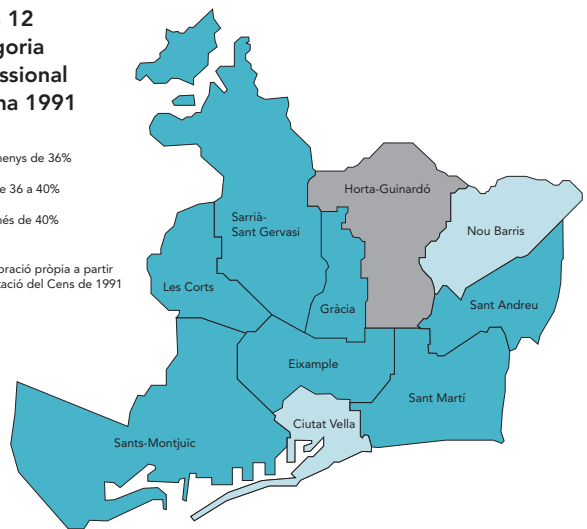 12
goria
ssional
na 1991
enys de 36%
e 36 a 40%
és de 40%
oració pròpia a partir
tació del Cens de 1991
Horta-Guinardó
Nou Barris
Sarrià-
Sant Gervasi
Les Corts
Gràcia
Sant Andreu
Eixample
Sant Martí
Ciutat Vella
Sants-Montjuïc